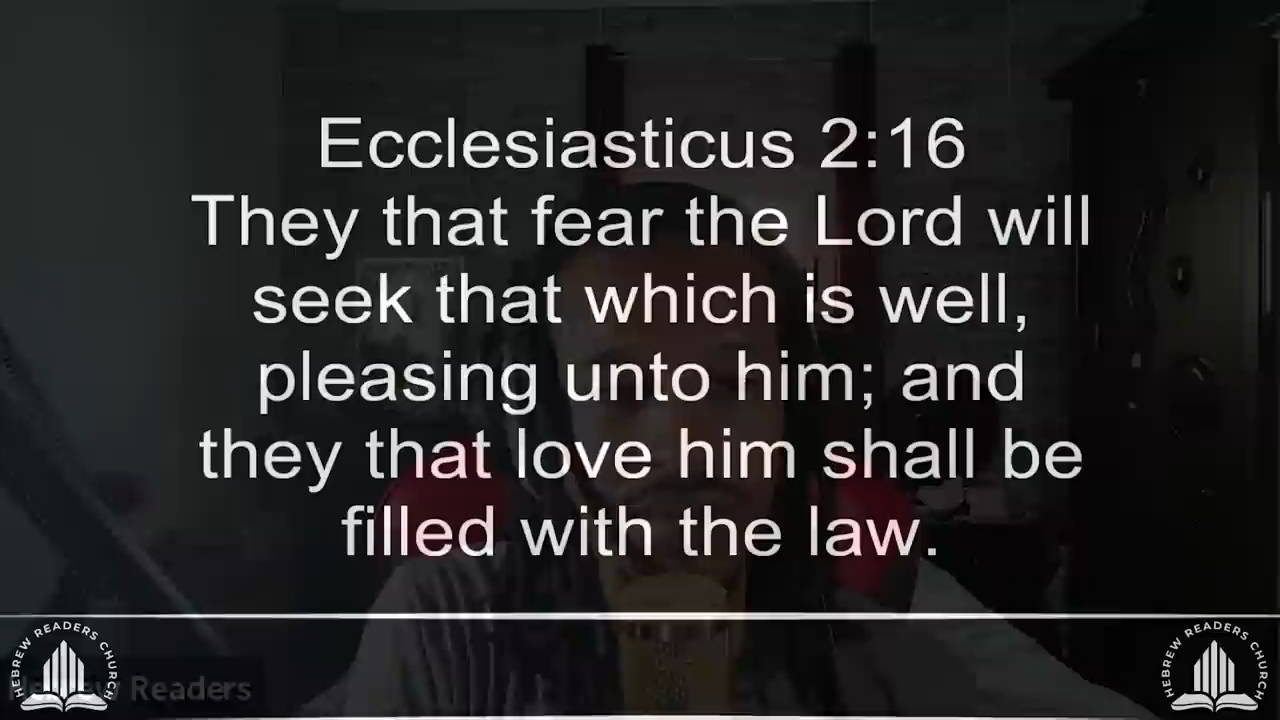 Ecclesiasticus 2:16
They that fear the Lord will
seek that which is well,
pleasing unto him; and
they that love him shall be
filled with the law.
HEBREW READERS CHURCH
Readers
HEBREW READERS CHURCH